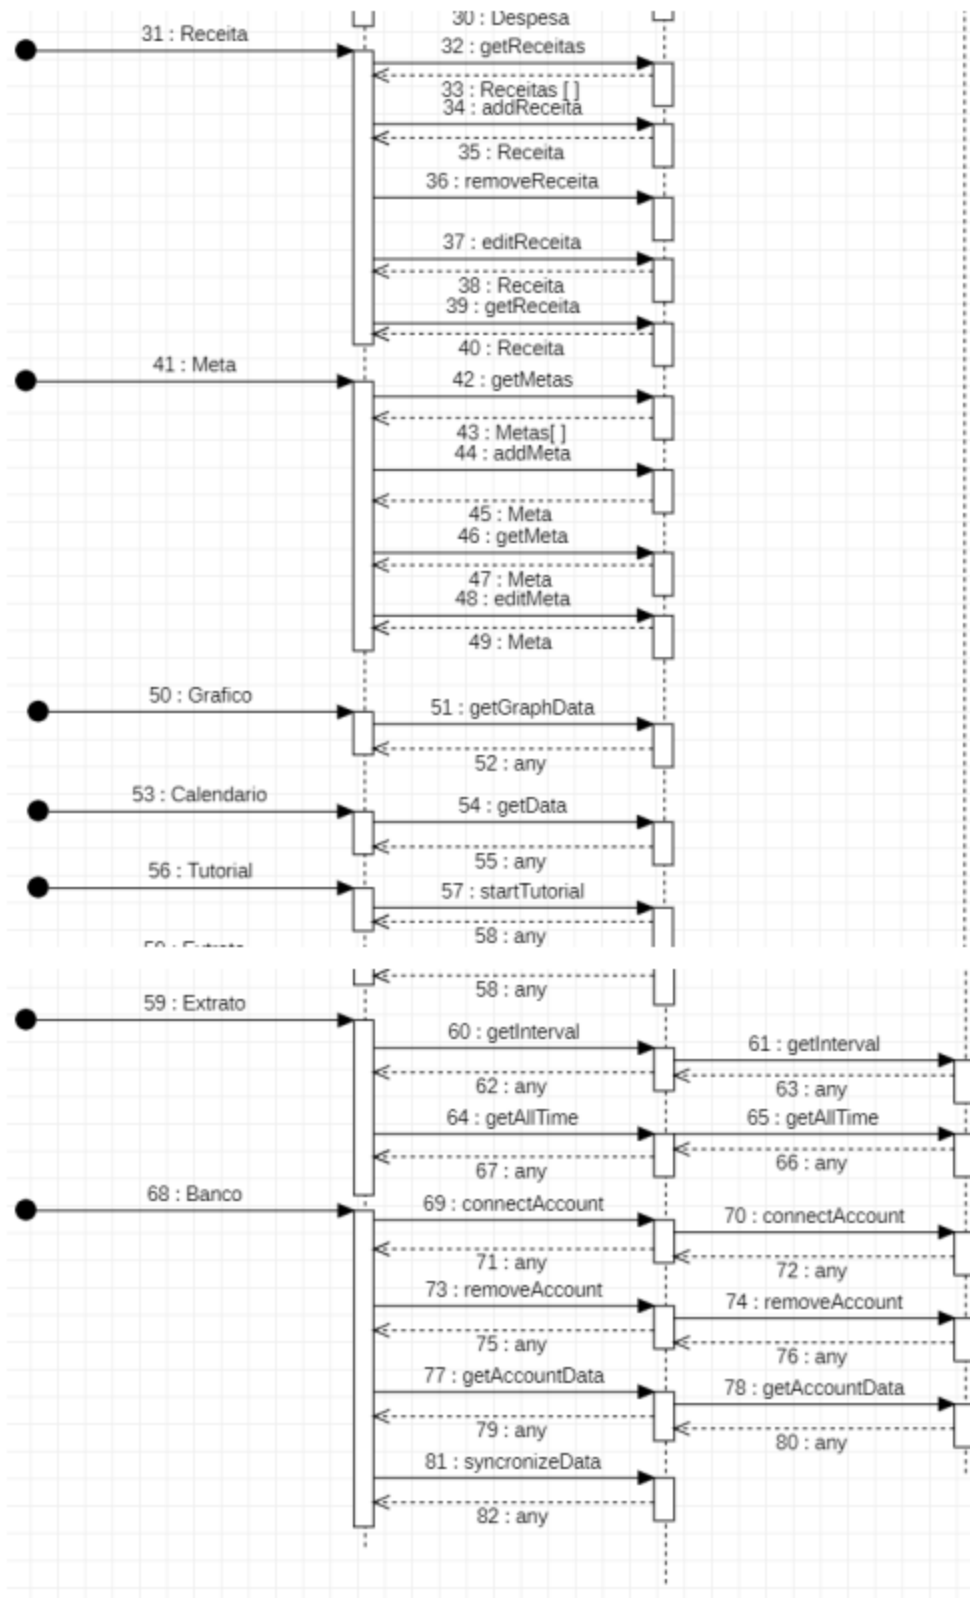 30 : Despesa
31 : Receita
32 : getReceitas
33 : Receitas [ ]
34 : addReceita
35 : Receita
36 : removeReceita
37 : editReceita
38 : Receita
39 : getReceita
40 : Receita
41 : Meta
42 : getMetas
43 : Metas[ ]
44 : addMeta
45 : Meta
46 : getMeta
47 : Meta
48 : editMeta
49 : Meta
50 : Grafico
51 : getGraphData
52 : any
53 : Calendario
54 : getData
55 : any
56 : Tutorial
57 : startTutorial
58 : any
59 : Extrato
58 : any
59 : Extrato
60 : getInterval
61 : getInterval
62 : any
63 : any
64 : getAllTime
65 : getAllTime
66 : any
67 : any
68 : Banco
69 : connectAccount
70 : connectAccount
71 : any
72 : any
73 : removeAccount
74 : removeAccount
75 : any
76 : any
77 : getAccountData
78 : getAccountData
79 : any
80 : any
81 : syncronizeData
82 : any